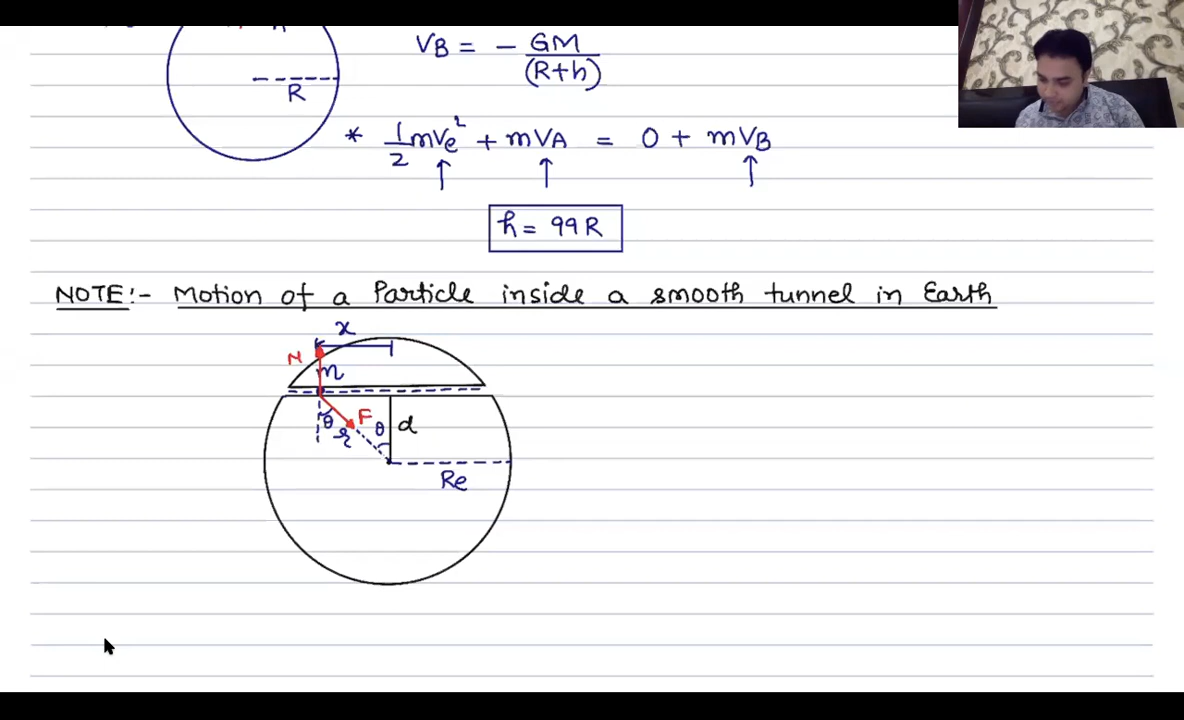 VB = - GM/(R+h)
R
* 1/2 mVe² + mVA = 0 + mVB
h = 99R
NOTE:- Motion of a Particle inside a smooth tunnel in Earth
x
N
m
θ F θ d
r
Re